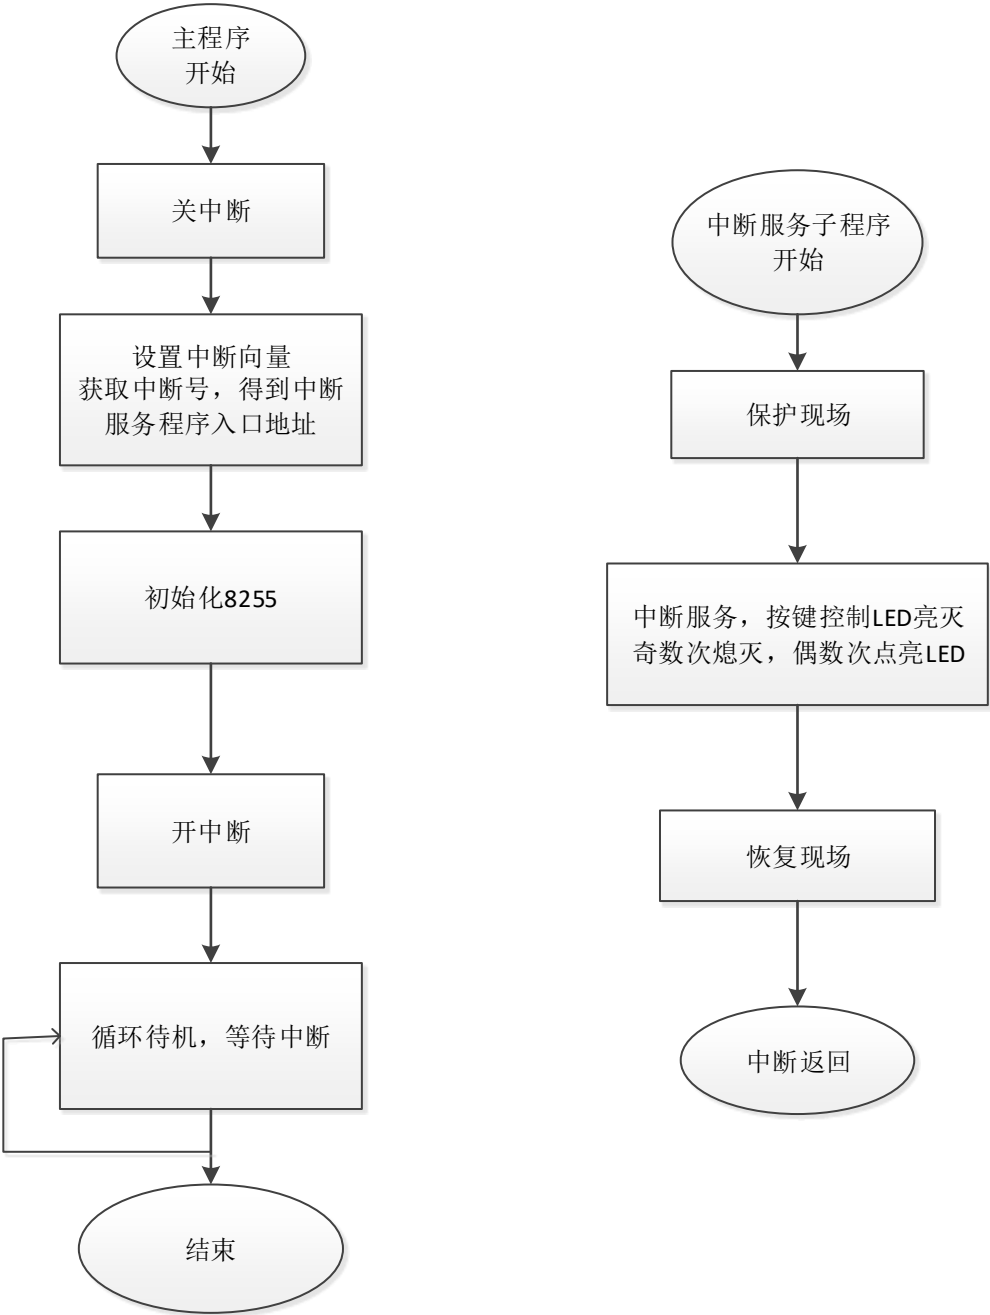 主程序
开始
关中断
设置中断向量
获取中断号，得到中断
服务程序入口地址
初始化8255
开中断
循环待机，等待中断
结束
中断服务子程序
开始
保护现场
中断服务，按键控制LED亮灭
奇数次熄灭，偶数次点亮LED
恢复现场
中断返回